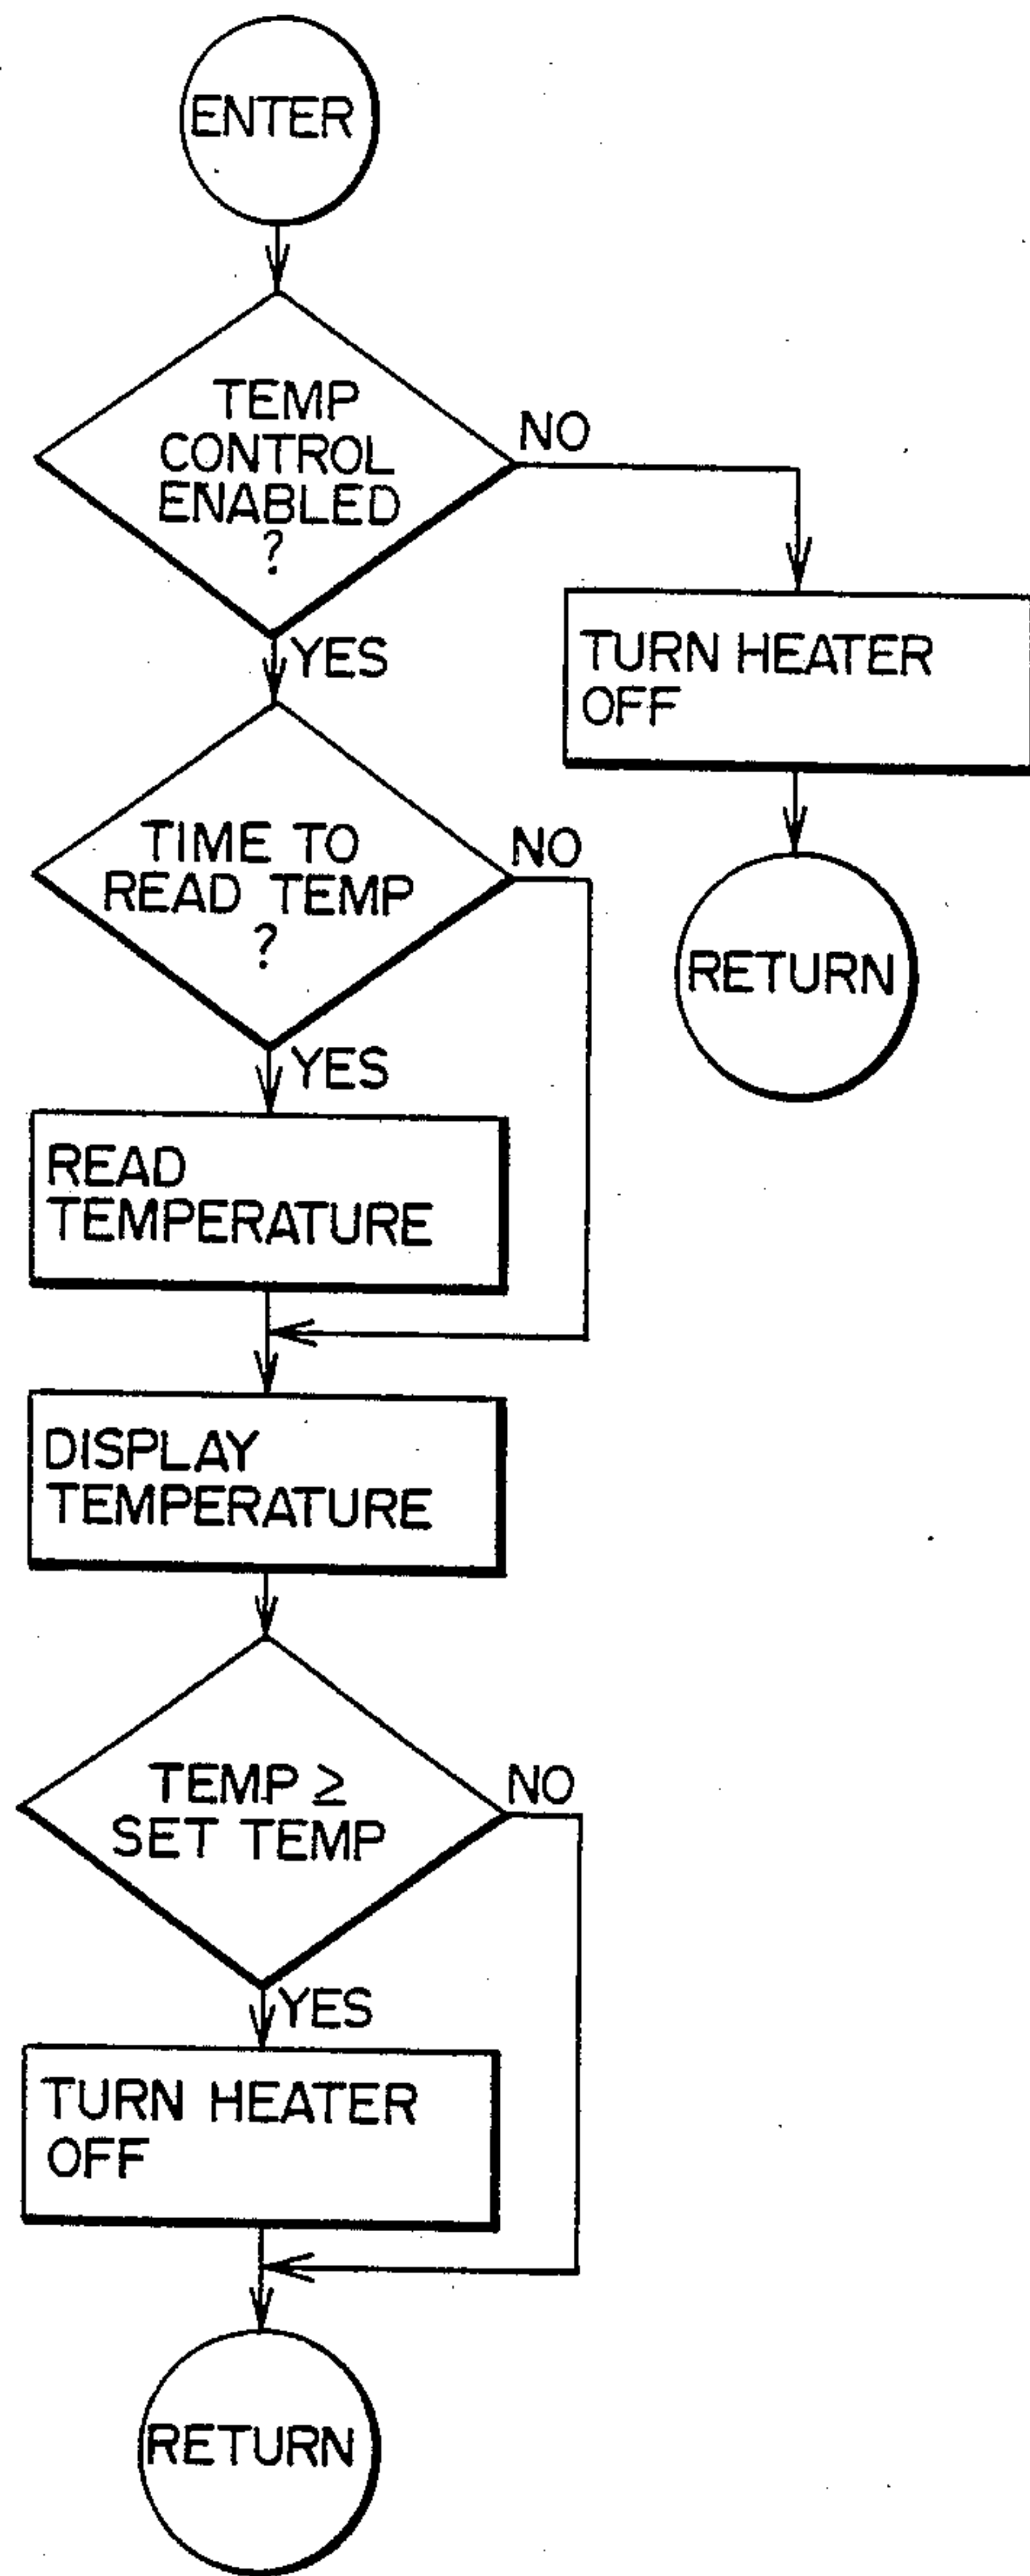 ENTER
TEMP
CONTROL
ENABLED
?
NO
YES
TURN HEATER
OFF
RETURN
TIME TO
READ TEMP
?
NO
YES
READ
TEMPERATURE
DISPLAY
TEMPERATURE
TEMP ≥
SET TEMP
NO
YES
TURN HEATER
OFF
RETURN